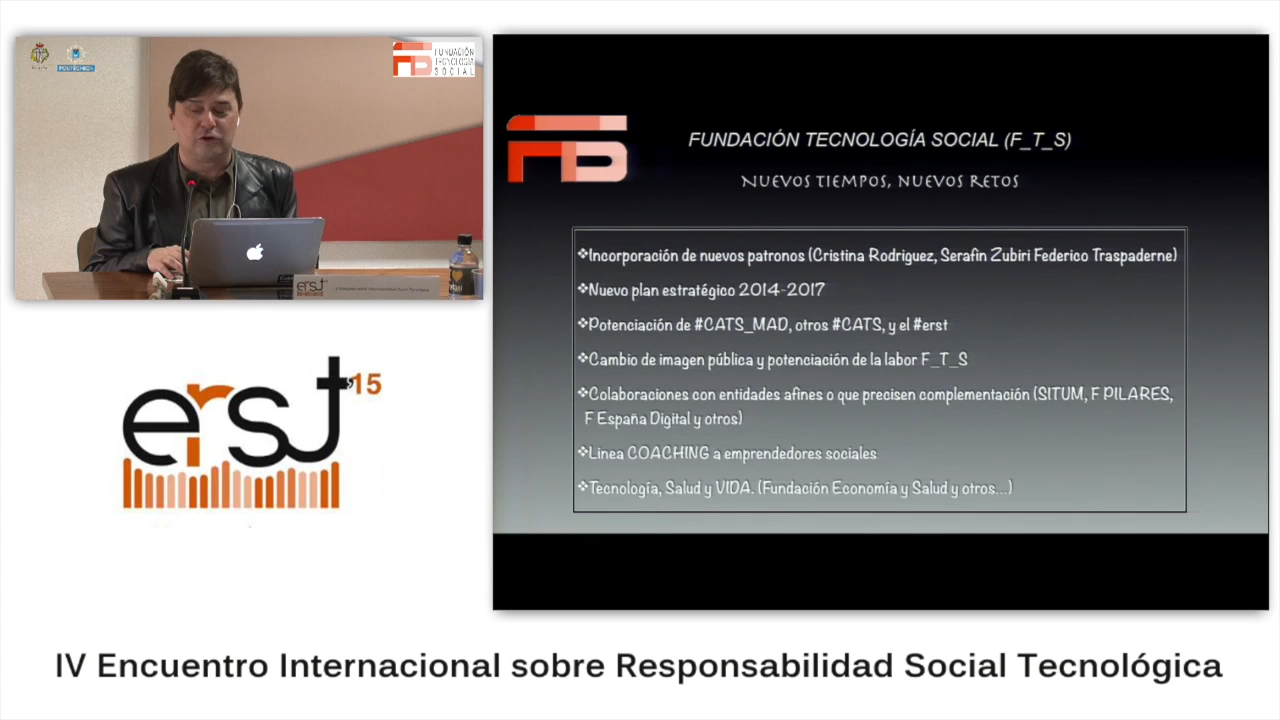 POLITÉCNICA
FUNDACIÓN
TECNOLOGÍA
SOCIAL
erst
erst'15
FUNDACIÓN TECNOLOGÍA SOCIAL (F_T_S)
NUEVOS TIEMPOS, NUEVOS RETOS
❖Incorporación de nuevos patronos (Cristina Rodriguez, Serafin Zubiri Federico Traspaderne)
❖Nuevo plan estratégico 2014-2017
❖Potenciación de #CATS_MAD, otros #CATS, y el #erst
❖Cambio de imagen pública y potenciación de la labor F_T_S
❖Colaboraciones con entidades afines o que precisen complementación (SITUM, F PILARES,
F España Digital y otros)
❖Linea COACHING a emprendedores sociales
❖Tecnología, Salud y VIDA. (Fundación Economía y Salud y otros...)
IV Encuentro Internacional sobre Responsabilidad Social Tecnológica